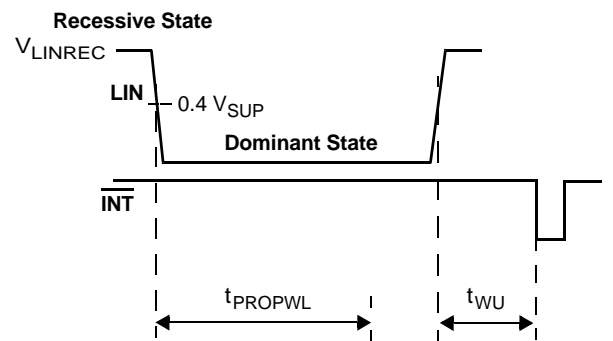 Recessive State
VLINREC
LIN
0.4 VSUP
Dominant State
INT
tPROPWL
tWU